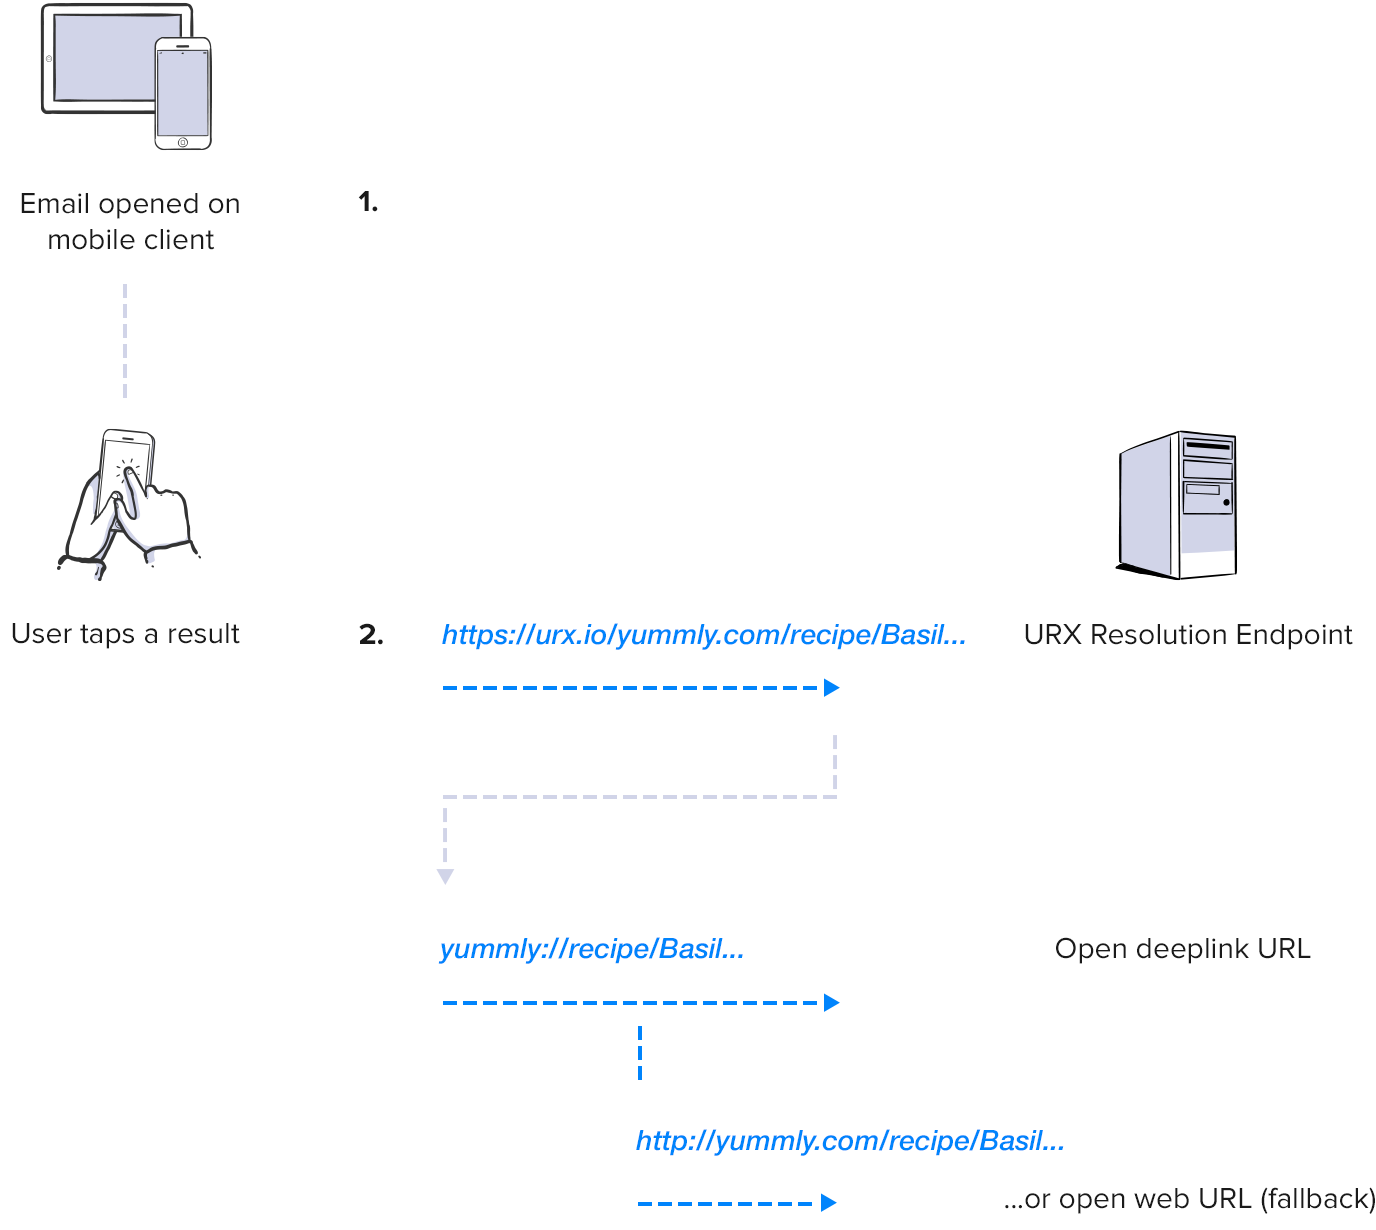 Email opened on
mobile client
1.
User taps a result
2.
https://urx.io/yummly.com/recipe/Basil...
URX Resolution Endpoint
yummly://recipe/Basil...
Open deeplink URL
http://yummly.com/recipe/Basil...
...or open web URL (fallback)